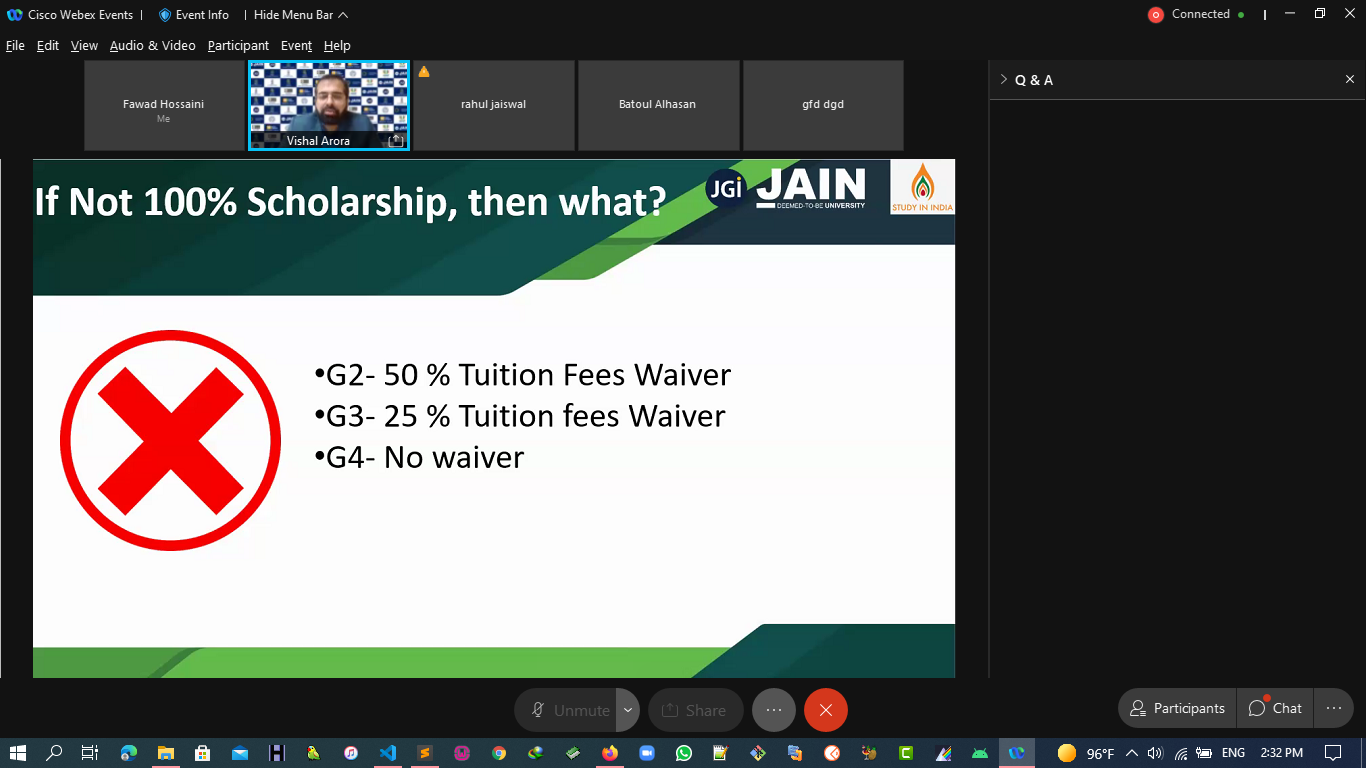 Cisco Webex Events
Event Info
Hide Menu Bar
Connected
File Edit View Audio & Video Participant Event Help
Fawad Hossaini
Me
Vishal Arora
rahul jaiswal
Batoul Alhasan
gfd dgd
Q & A
If Not 100% Scholarship, then what?
JGi
JAIN
DEEMED-TO-BE UNIVERSITY
STUDY IN INDIA
•G2- 50 % Tuition Fees Waiver
•G3- 25 % Tuition fees Waiver
•G4- No waiver
Unmute
Share
Participants
Chat
96°F
ENG
2:32 PM